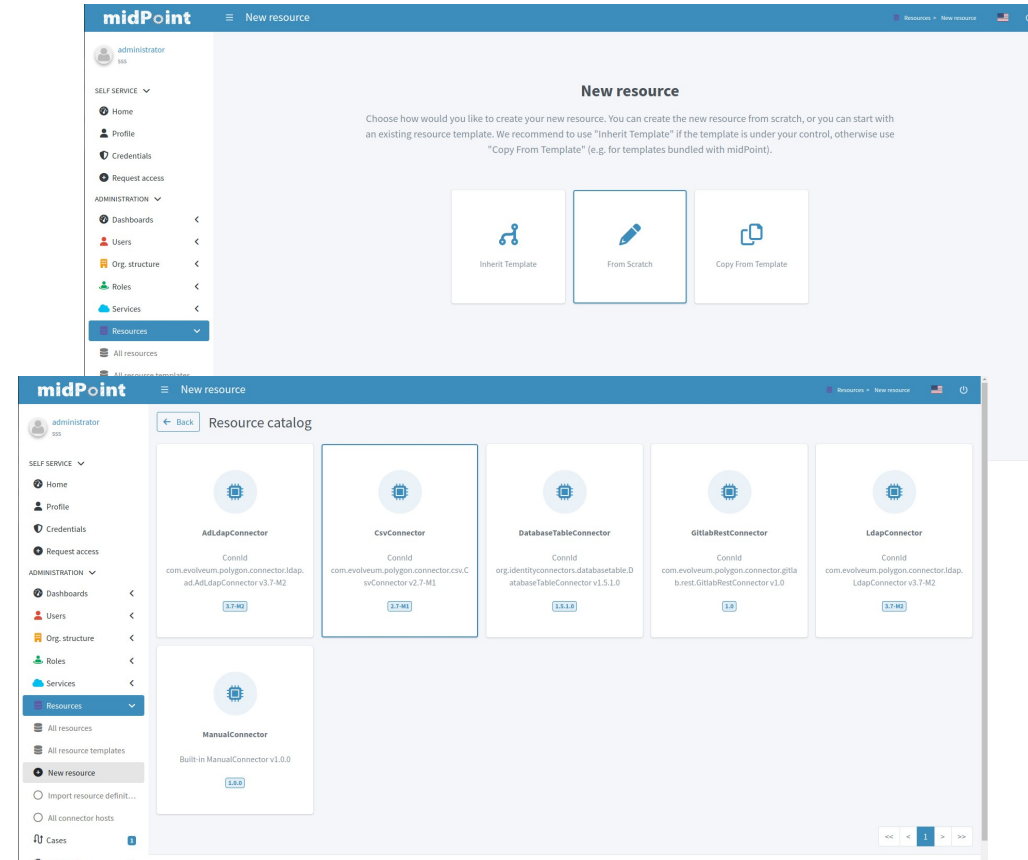 midPoint
New resource
Resources
New resource
administrator
sss
SELF SERVICE
Home
Profile
Credentials
Request access
ADMINISTRATION
Dashboards
Users
Org. structure
Roles
Services
Resources
All resources
All resource templates
New resource
Choose how would you like to create your new resource. You can create the new resource from scratch, or you can start with
an existing resource template. We recommend to use "Inherit Template" if the template is under your control, otherwise use
"Copy From Template" (e.g. for templates bundled with midPoint).
Inherit Template
From Scratch
Copy From Template
midPoint
New resource
Resources
New resource
administrator
sss
SELF SERVICE
Home
Profile
Credentials
Request access
ADMINISTRATION
Dashboards
Users
Org. structure
Roles
Services
Resources
All resources
All resource templates
New resource
Import resource definit...
All connector hosts
Cases
1
Back
Resource catalog
AdLdapConnector
ConnId
com.evolveum.polygon.connector.ldap.
ad.AdLdapConnector v3.7-M2
3.7-M2
CsvConnector
ConnId
com.evolveum.polygon.connector.csv.C
svConnector v2.7-M1
2.7-M1
DatabaseTableConnector
ConnId
org.identityconnectors.databasetable.D
atabaseTableConnector v1.5.1.0
1.5.1.0
GitlabRestConnector
ConnId
com.evolveum.polygon.connector.gitla
b.rest.GitlabRestConnector v1.0
1.0
LdapConnector
ConnId
com.evolveum.polygon.connector.ldap.
LdapConnector v3.7-M2
3.7-M2
ManualConnector
Built-in ManualConnector v1.0.0
1.0.0
<< < 1 > >>